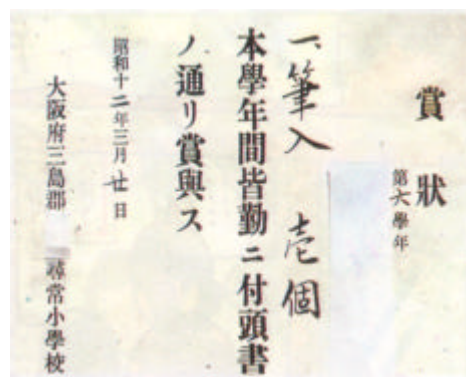 賞狀
第六學年
一、筆入 壱個
本學年間皆勤ニ付頭書
ノ通リ賞與ス
昭和十二年三月廿日
大阪府三島郡 尋常小學校